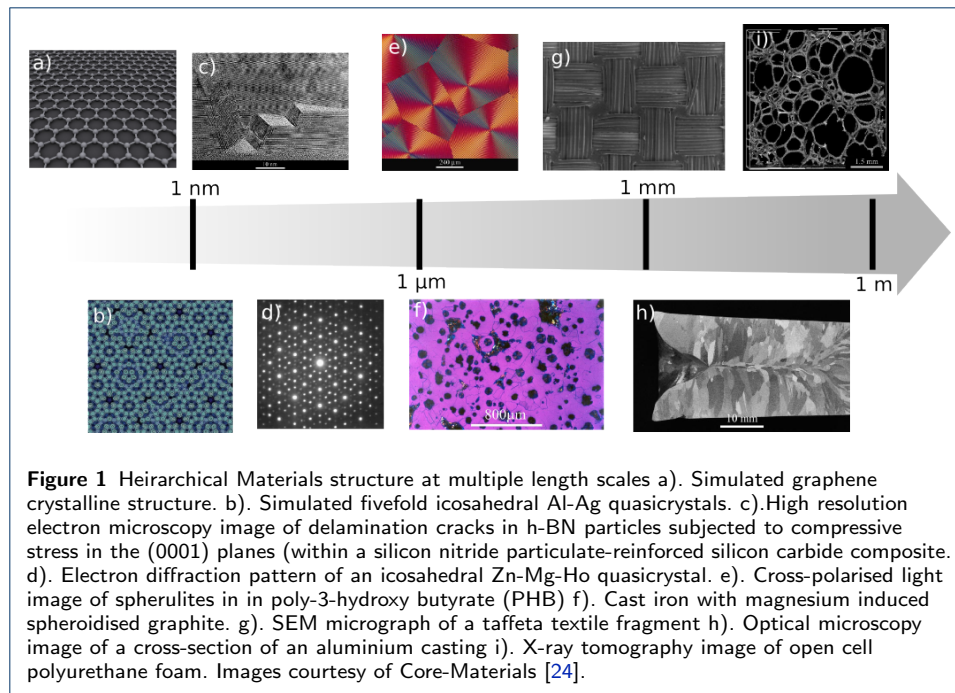 a)
c)
10 nm
e)
200 µm
g)
i)
1.5 mm
1 nm
1 mm
1 µm
1 m
b)
d)
f)
800µm
h)
10 mm
Figure 1 Heirarchical Materials structure at multiple length scales a). Simulated graphene
crystalline structure. b). Simulated fivefold icosahedral Al-Ag quasicrystals. c).High resolution
electron microscopy image of delamination cracks in h-BN particles subjected to compressive
stress in the (0001) planes (within a silicon nitride particulate-reinforced silicon carbide composite.
d). Electron diffraction pattern of an icosahedral Zn-Mg-Ho quasicrystal. e). Cross-polarised light
image of spherulites in in poly-3-hydroxy butyrate (PHB) f). Cast iron with magnesium induced
spheroidised graphite. g). SEM micrograph of a taffeta textile fragment h). Optical microscopy
image of a cross-section of an aluminium casting i). X-ray tomography image of open cell
polyurethane foam. Images courtesy of Core-Materials [24].